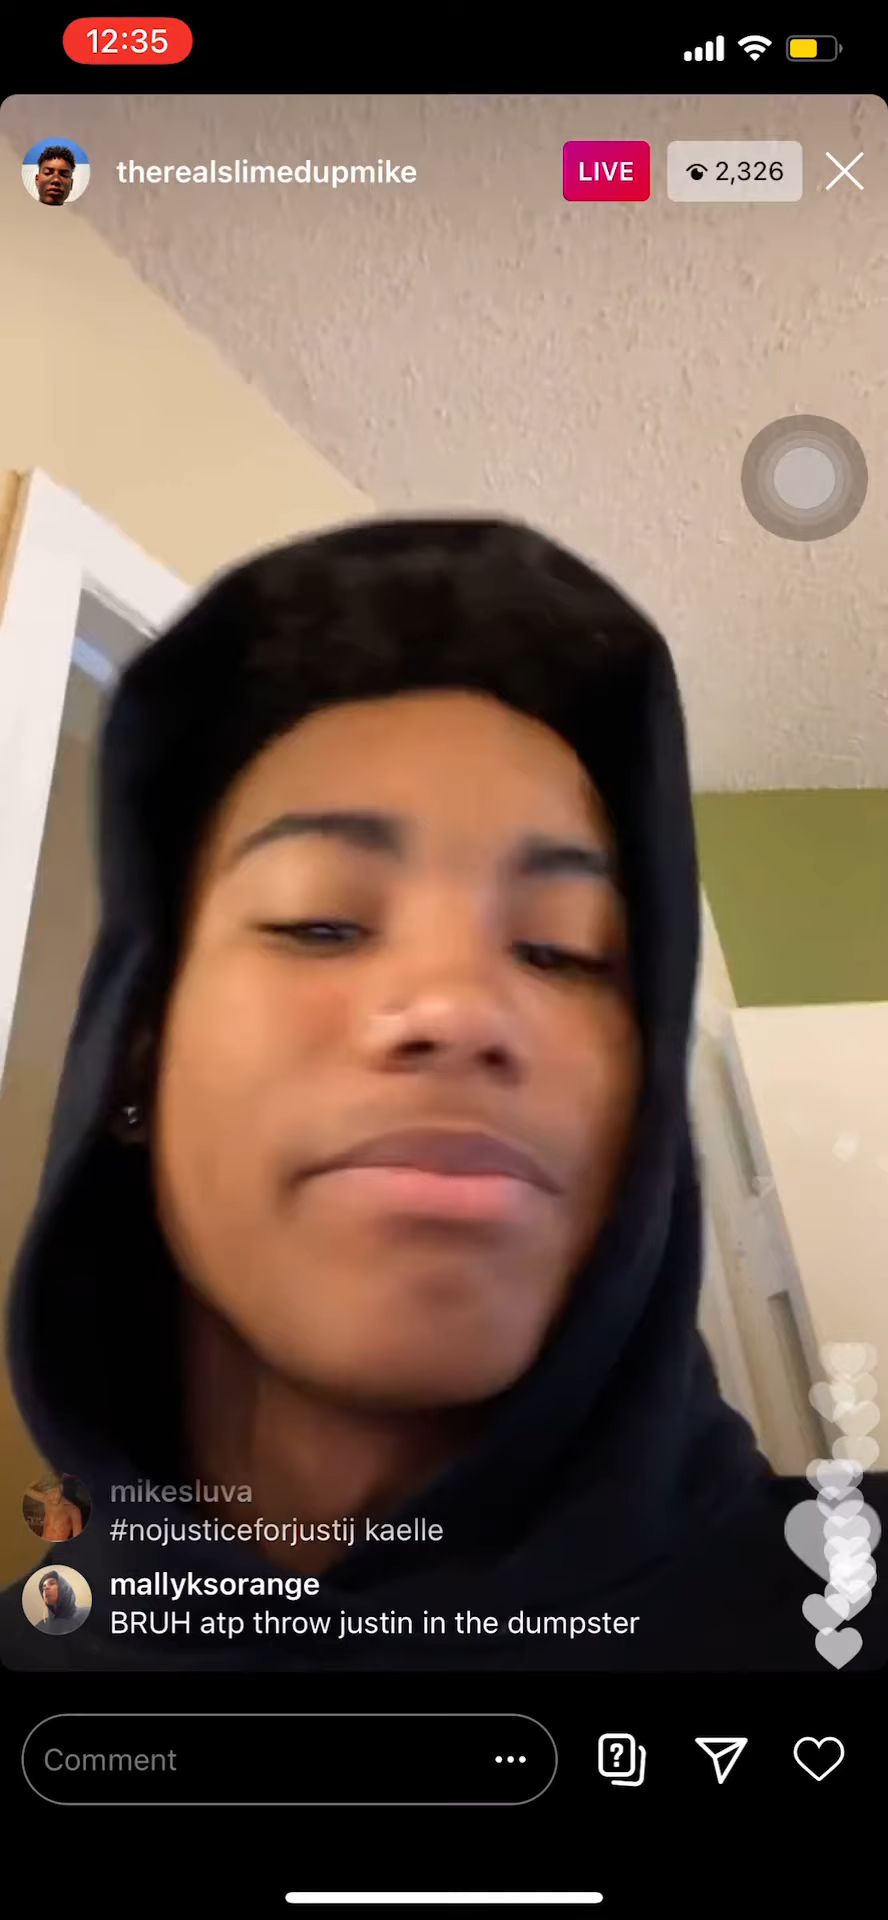 12:35
therealslimedupmike
LIVE
2,326
mikesluva
#nojusticeforjustij kaelle
mallyksorange
BRUH atp throw justin in the dumpster
Comment